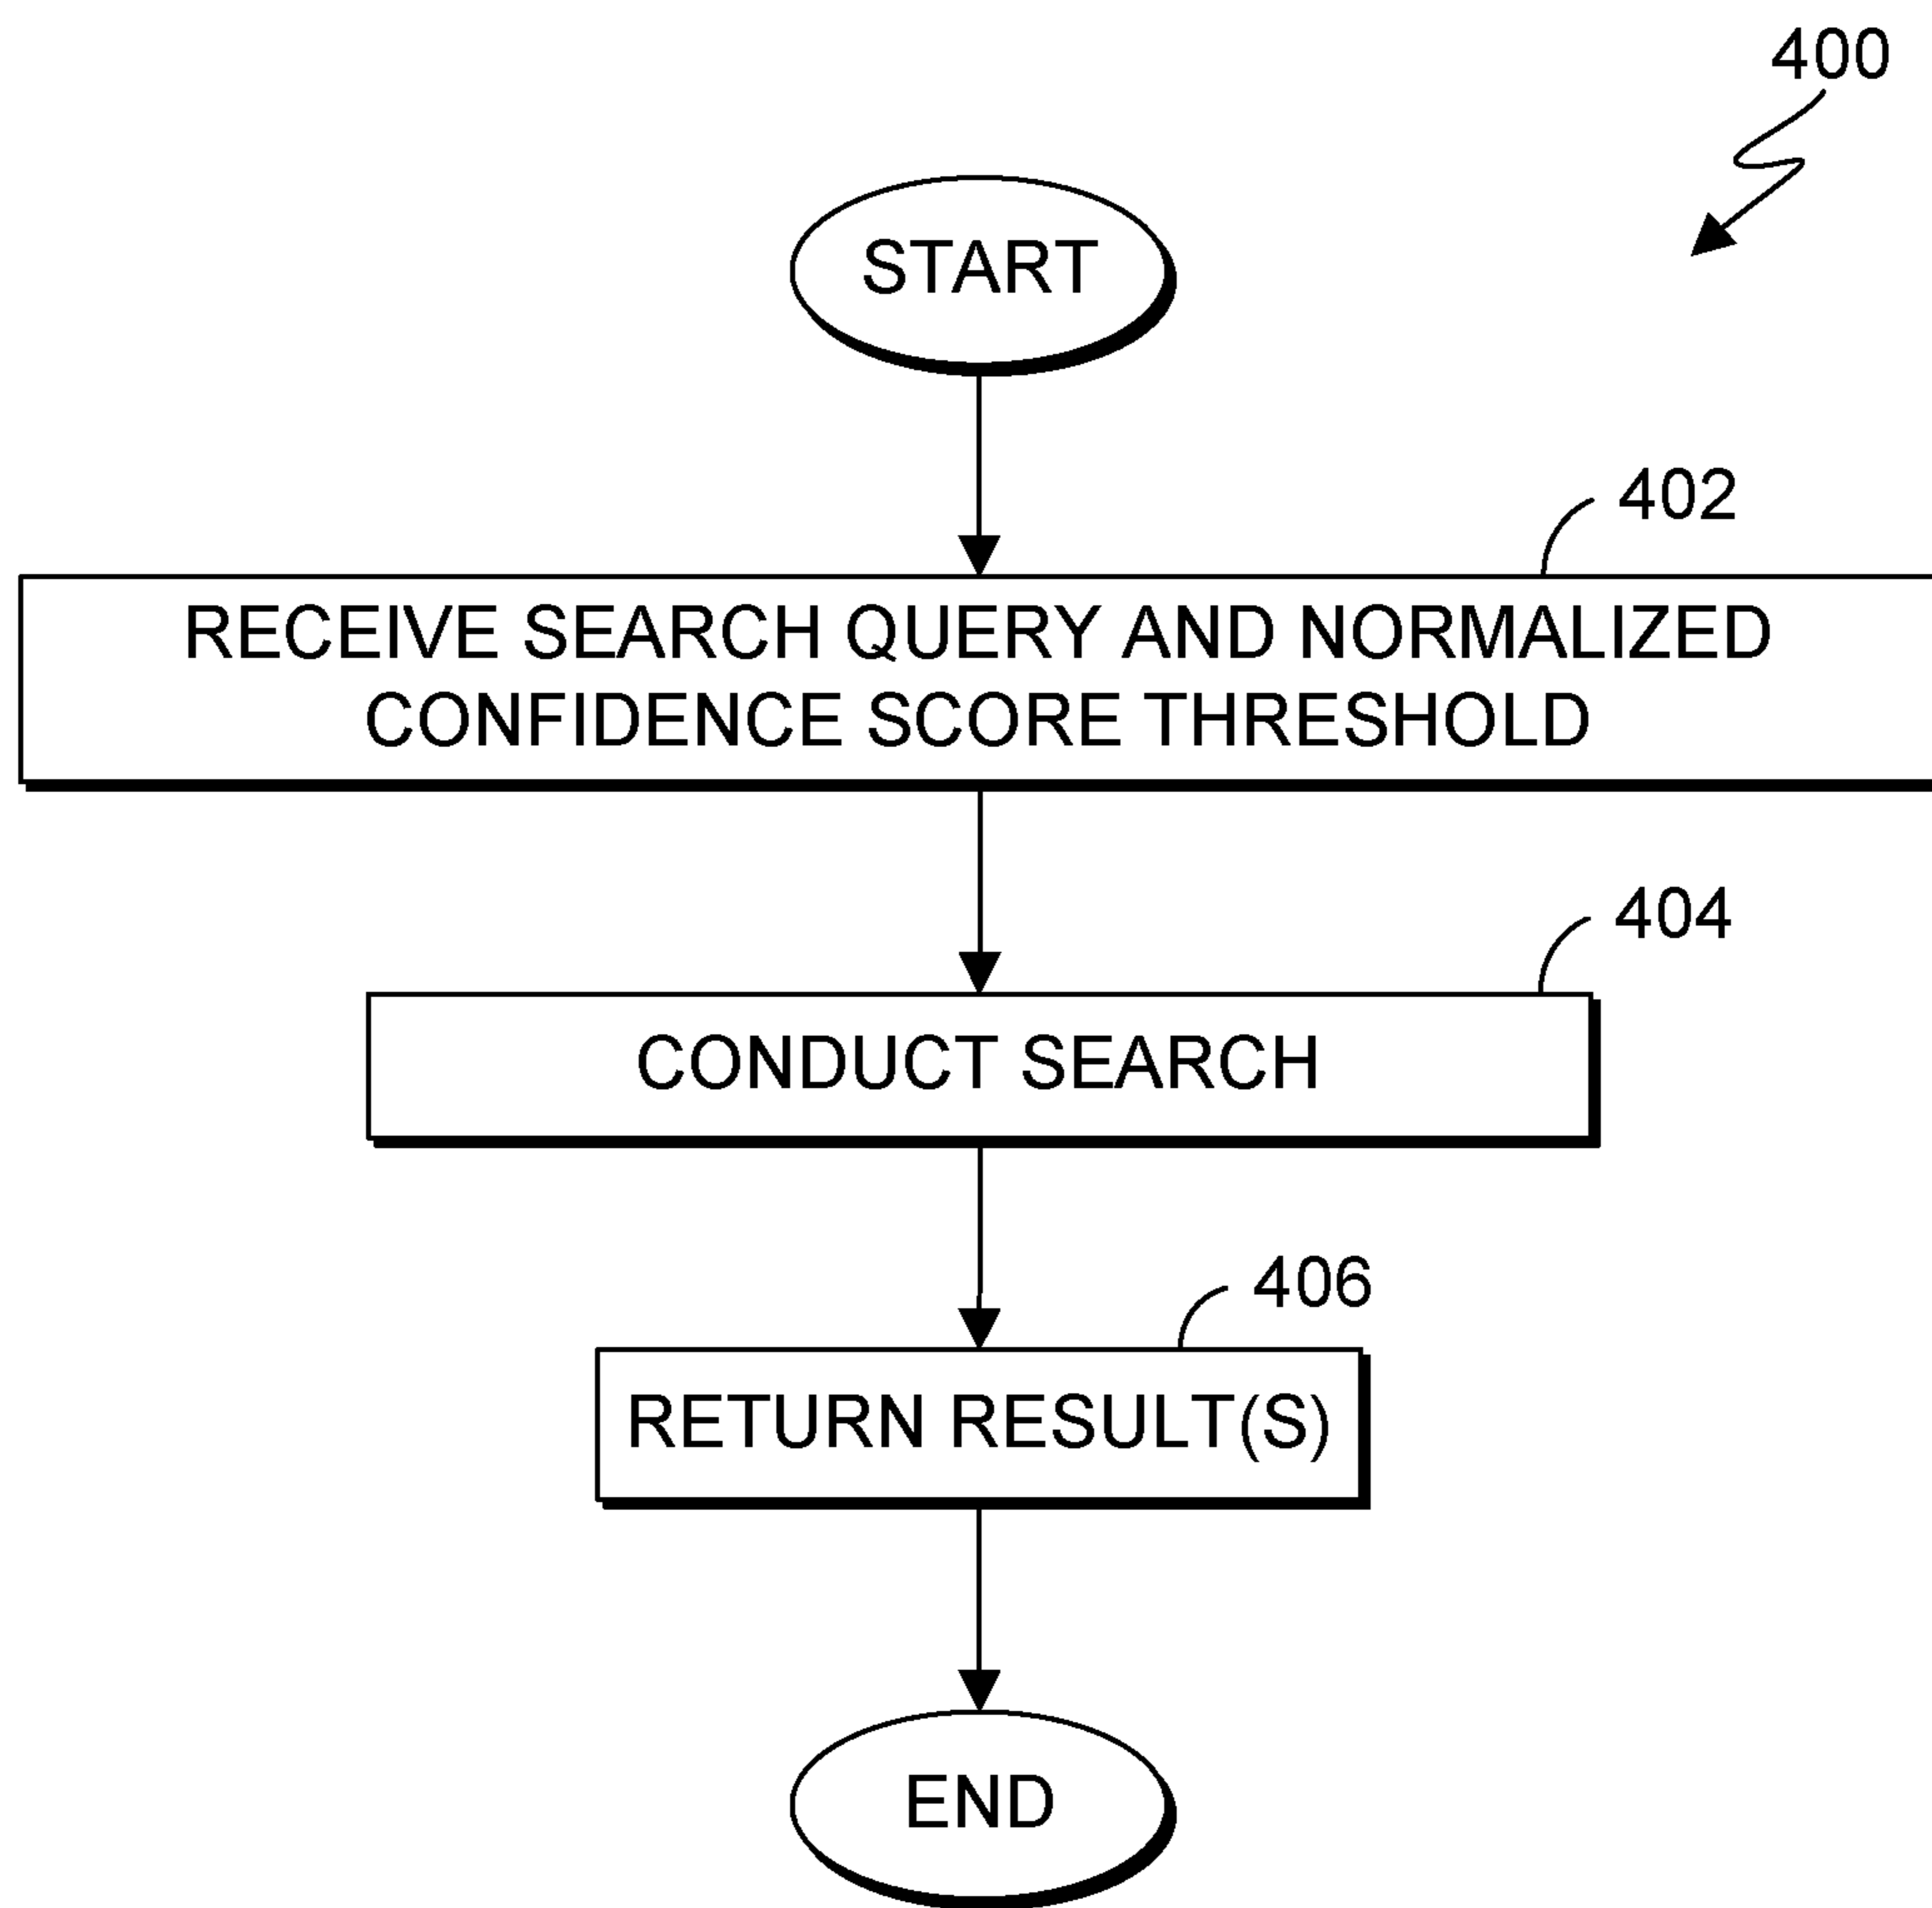 400
START
402
RECEIVE SEARCH QUERY AND NORMALIZED
CONFIDENCE SCORE THRESHOLD
404
CONDUCT SEARCH
406
RETURN RESULT(S)
END